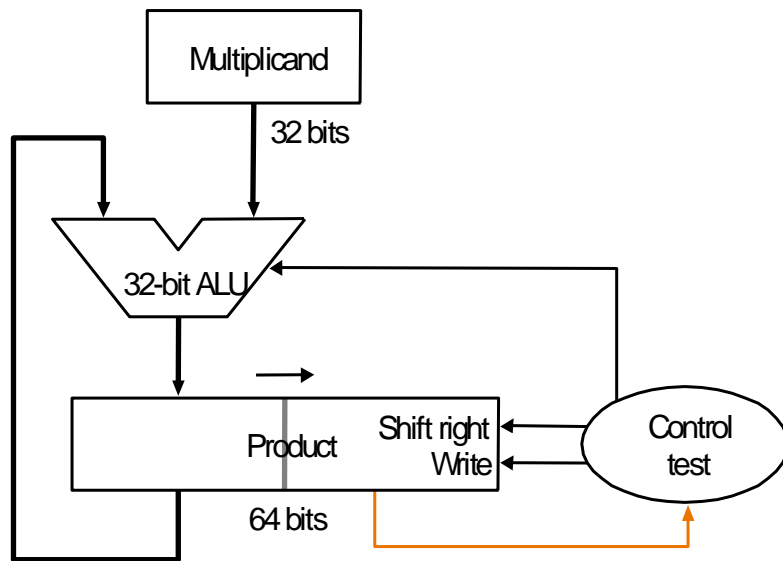 Multiplicand
32 bits
32-bit ALU
Product
Shift right
Write
Control
test
64 bits